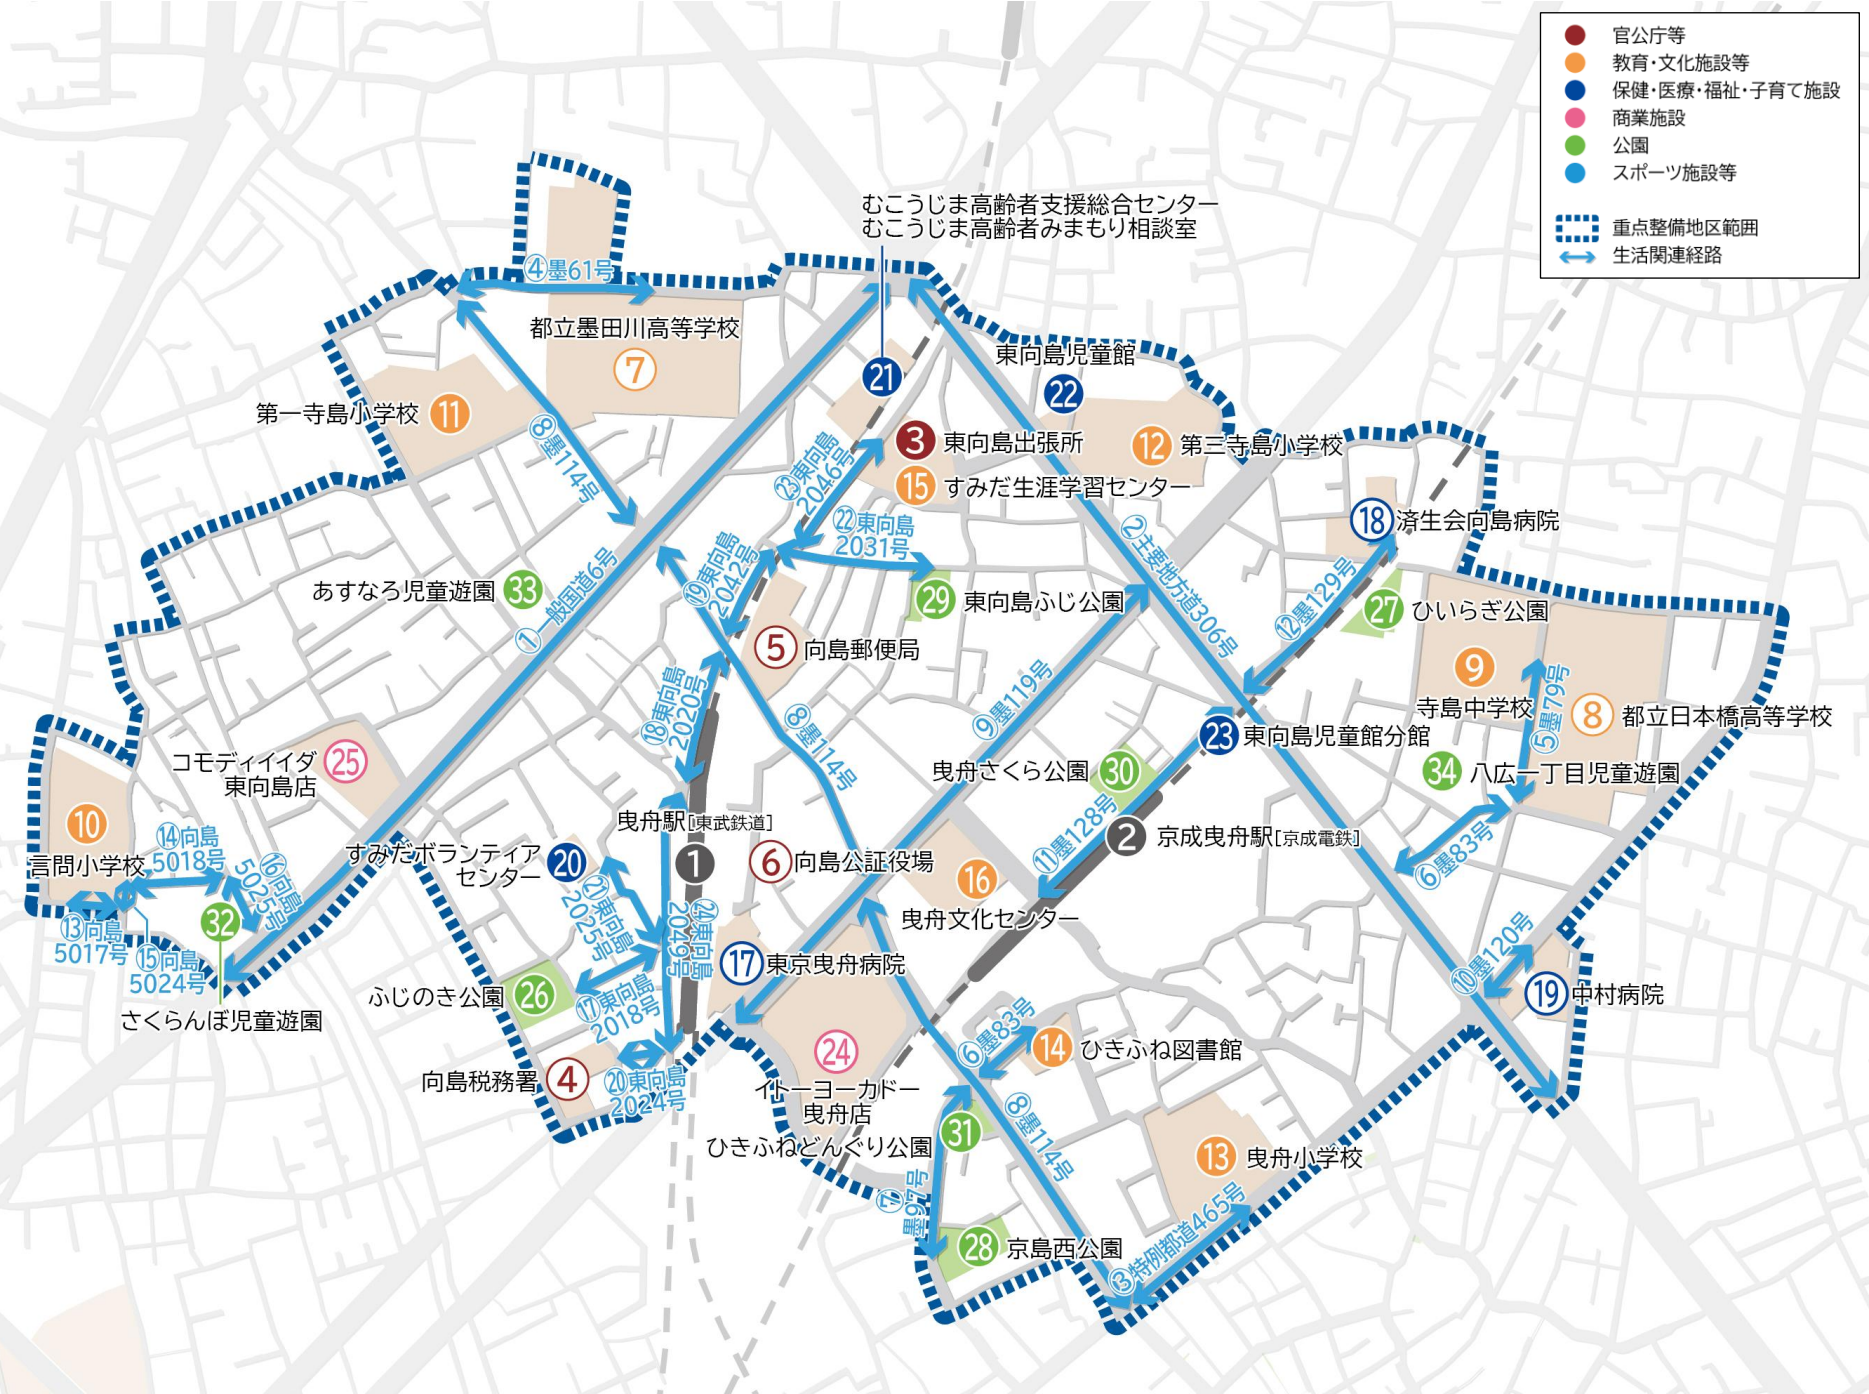 官公庁等
教育・文化施設等
保健・医療・福祉・子育て施設
商業施設
公園
スポーツ施設等
重点整備地区範囲
生活関連経路
むこうじま高齢者支援総合センター
むこうじま高齢者みまもり相談室
④墨61号
都立墨田川高等学校
7
21
東向島児童館
22
第一寺島小学校
11
⑧墨114号
3
東向島出張所
12
第三寺島小学校
㉓東向島
2046号
15
すみだ生涯学習センター
18
済生会向島病院
㉒東向島
2031号
②主要地方道306号
⑲東向島
2042号
あすなろ児童遊園
33
①一般国道6号
29
東向島ふじ公園
⑫墨129号
27
ひいらぎ公園
5
向島郵便局
9
寺島中学校
⑤墨79号
8
都立日本橋高等学校
⑱東向島
2020号
⑧墨114号
⑨墨119号
23
東向島児童館分館
コモディイイダ
東向島店
25
曳舟さくら公園
30
34
八広一丁目児童遊園
10
言問小学校
⑭向島
5018号
⑯向島
5025号
曳舟駅[東武鉄道]
1
6
向島公証役場
2
京成曳舟駅[京成電鉄]
⑪墨128号
⑥墨83号
すみだボランティア
センター
20
㉑東向島
2025号
16
曳舟文化センター
⑬向島
5017号
⑮向島
5024号
32
さくらんぼ児童遊園
㉔東向島
2049号
17
東京曳舟病院
⑩墨120号
19
中村病院
ふじのき公園
26
⑰東向島
2018号
24
イトーヨーカドー
曳舟店
⑥墨83号
14
ひきふね図書館
向島税務署
4
⑳東向島
2024号
ひきふねどんぐり公園
31
⑧墨114号
13
曳舟小学校
⑦墨97号
28
京島西公園
③特例都道465号